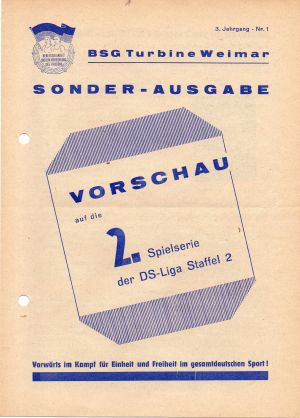 3. Jahrgang - Nr. 1
BSG Turbine Weimar
SONDER-AUSGABE
VORSCHAU
auf die
2. Spielserie
der DS-Liga Staffel 2
Vorwärts im Kampf für Einheit und Freiheit im gesamtdeutschen Sport!